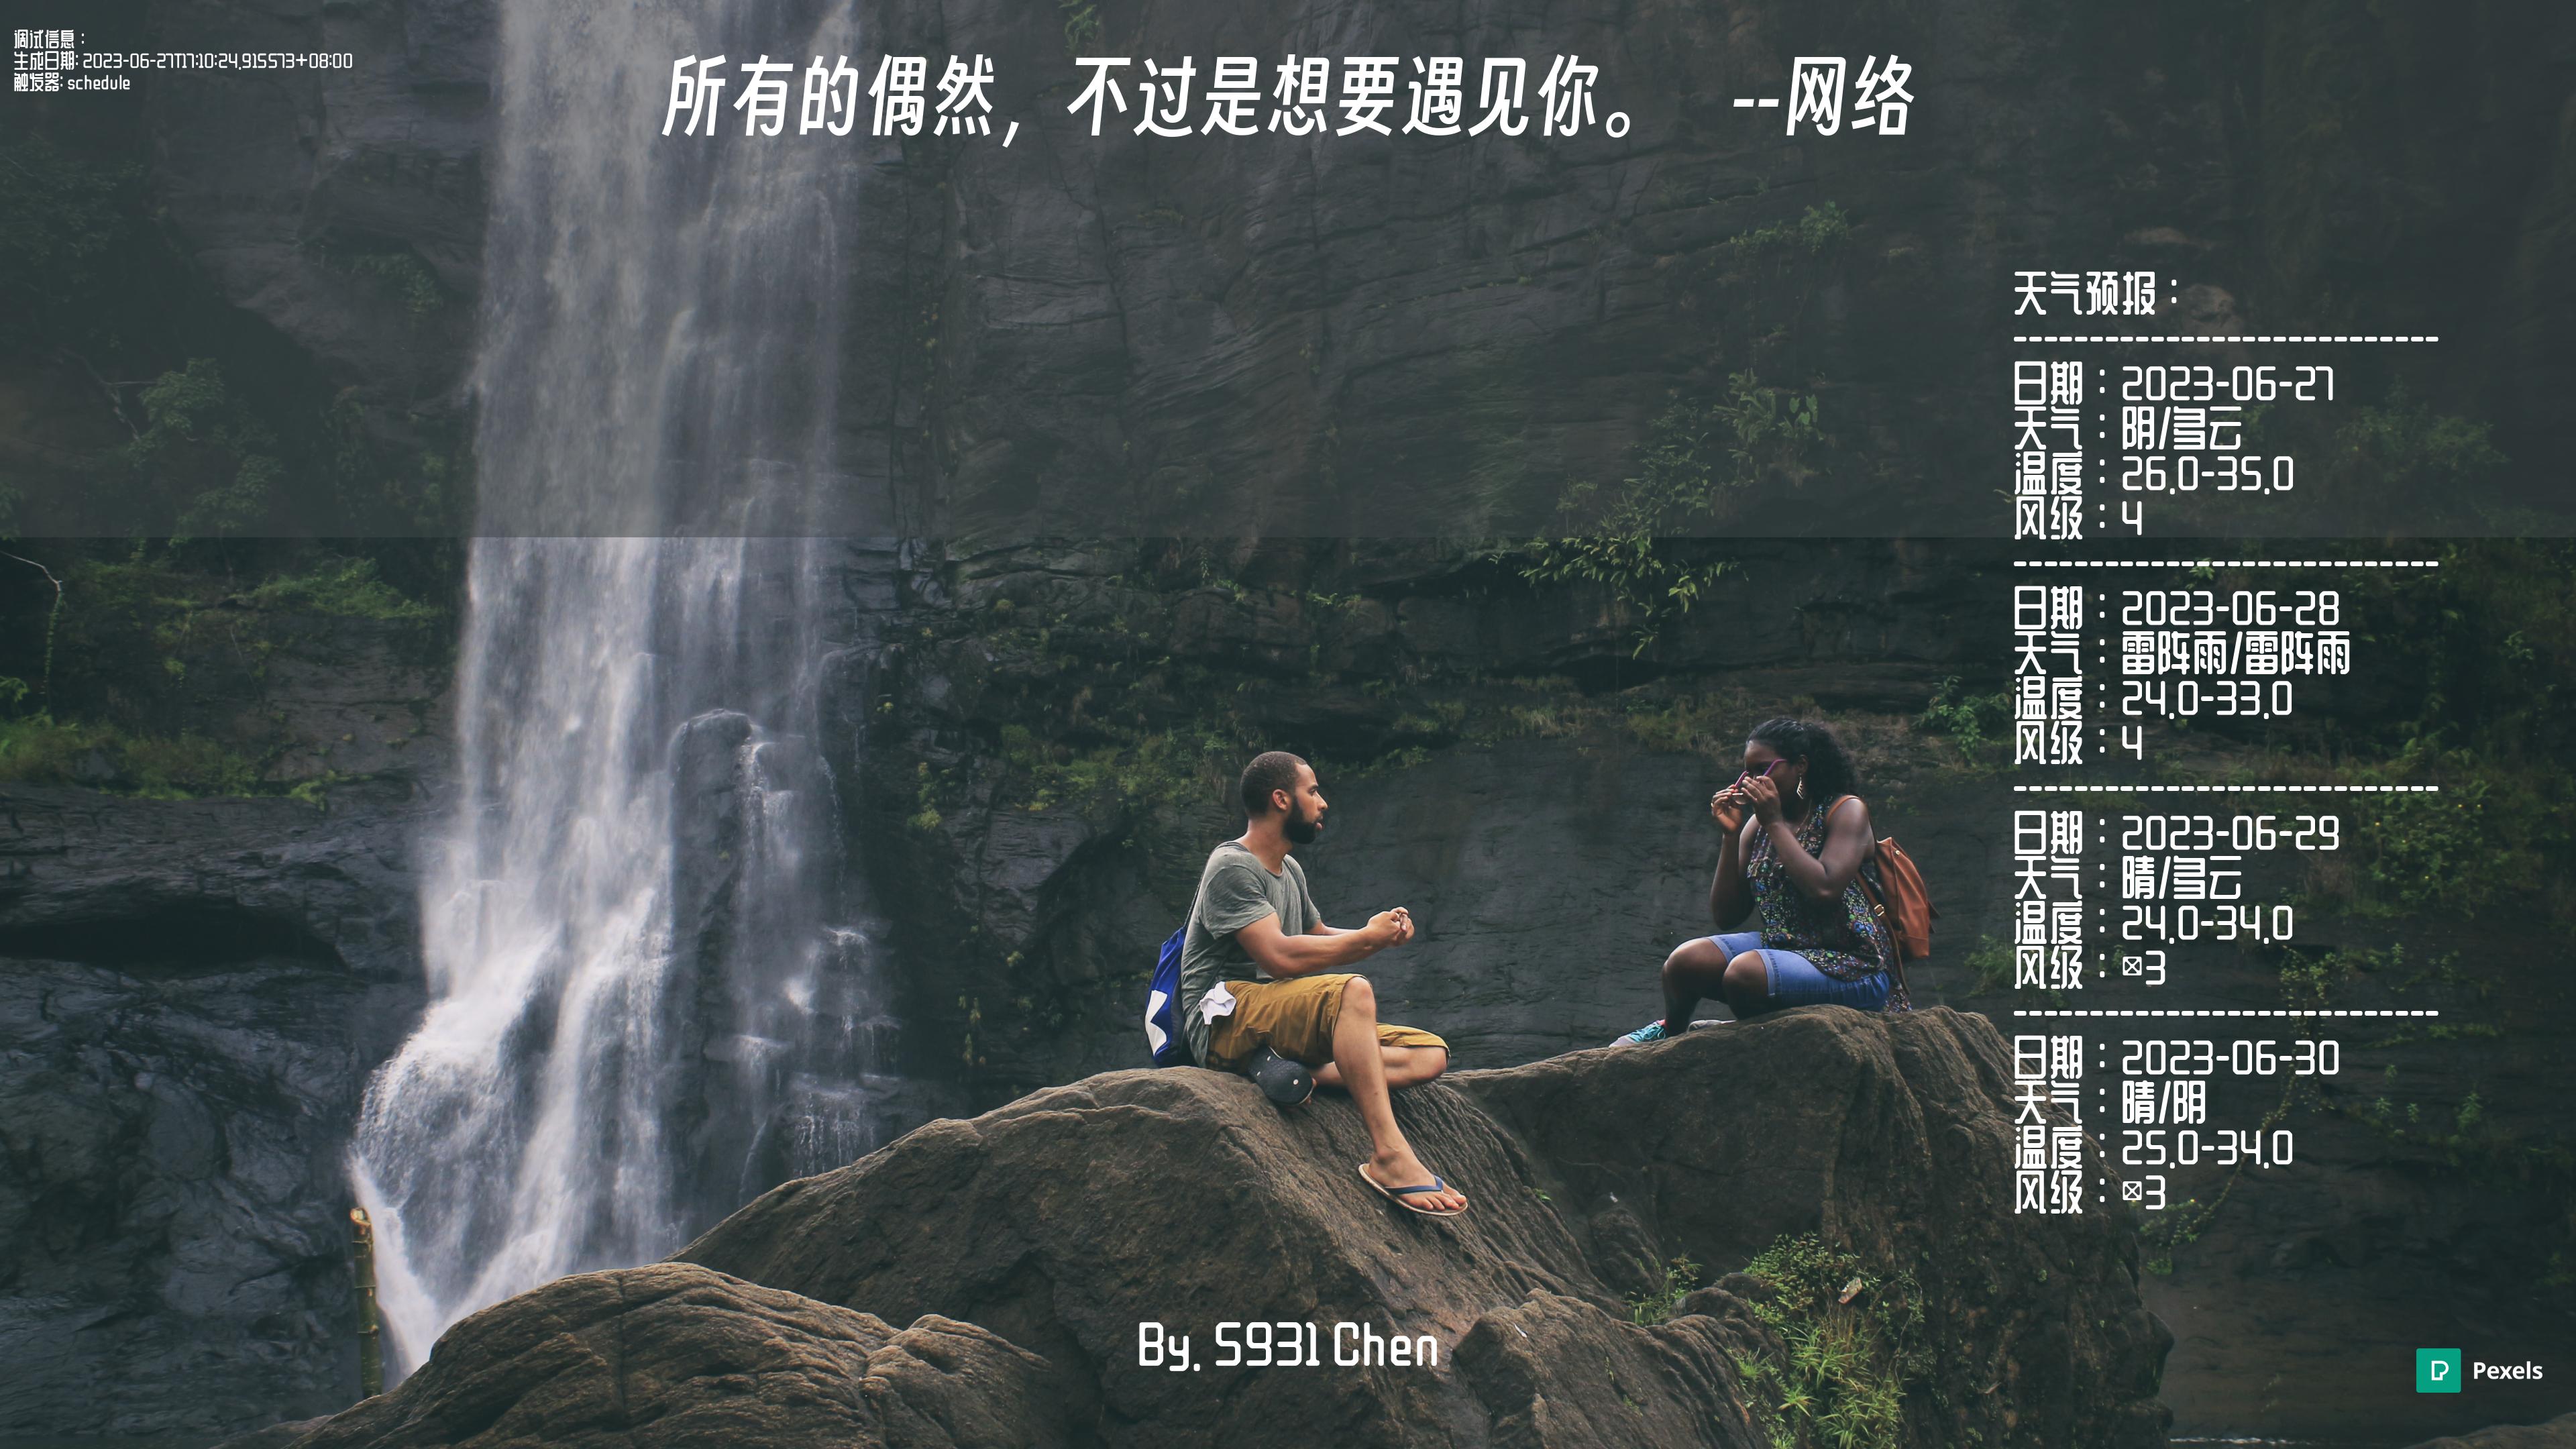 调试信息：
生成日期: 2023-06-27T17:10:24.915573+08:00
触发器: schedule
所有的偶然，不过是想要遇见你。 --网络
天气预报：
----------------------------
日期：2023-06-27
天气：阴/多云
温度：26.0-35.0
风级：4
----------------------------
日期：2023-06-28
天气：雷阵雨/雷阵雨
温度：24.0-33.0
风级：4
----------------------------
日期：2023-06-29
天气：晴/多云
温度：24.0-34.0
风级：☒3
----------------------------
日期：2023-06-30
天气：晴/阴
温度：25.0-34.0
风级：☒3
By. S931 Chen
Pexels